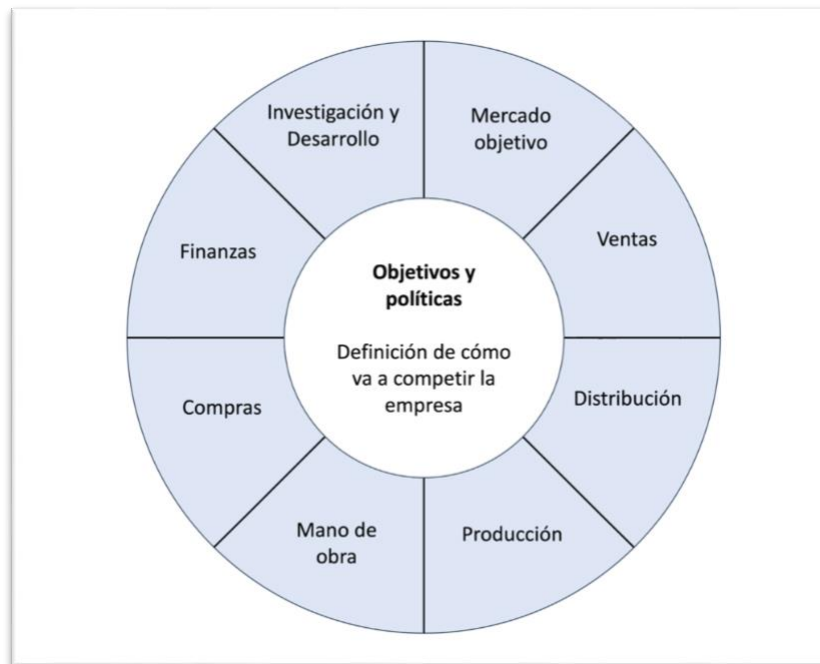 Investigación y
Desarrollo
Mercado
objetivo
Finanzas
Ventas
Objetivos y
políticas
Definición de cómo
va a competir la
empresa
Compras
Distribución
Mano de
obra
Producción